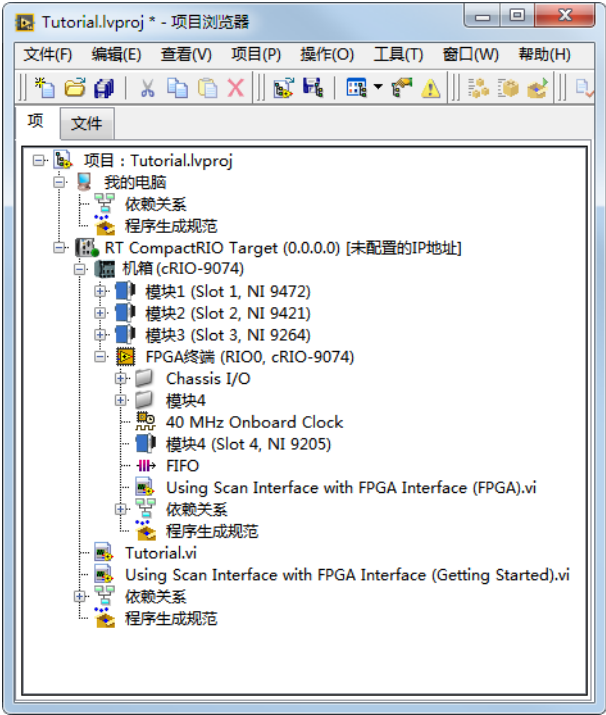 Tutorial.lvproj * - 项目浏览器
文件(F) 编辑(E) 查看(V) 项目(P) 操作(O) 工具(T) 窗口(W) 帮助(H)
项 文件
项目：Tutorial.lvproj
我的电脑
依赖关系
程序生成规范
RT CompactRIO Target (0.0.0.0) [未配置的IP地址]
机箱(cRIO-9074)
模块1 (Slot 1, NI 9472)
模块2 (Slot 2, NI 9421)
模块3 (Slot 3, NI 9264)
FPGA终端 (RIO0, cRIO-9074)
Chassis I/O
模块4
40 MHz Onboard Clock
模块4 (Slot 4, NI 9205)
FIFO
Using Scan Interface with FPGA Interface (FPGA).vi
依赖关系
程序生成规范
Tutorial.vi
Using Scan Interface with FPGA Interface (Getting Started).vi
依赖关系
程序生成规范